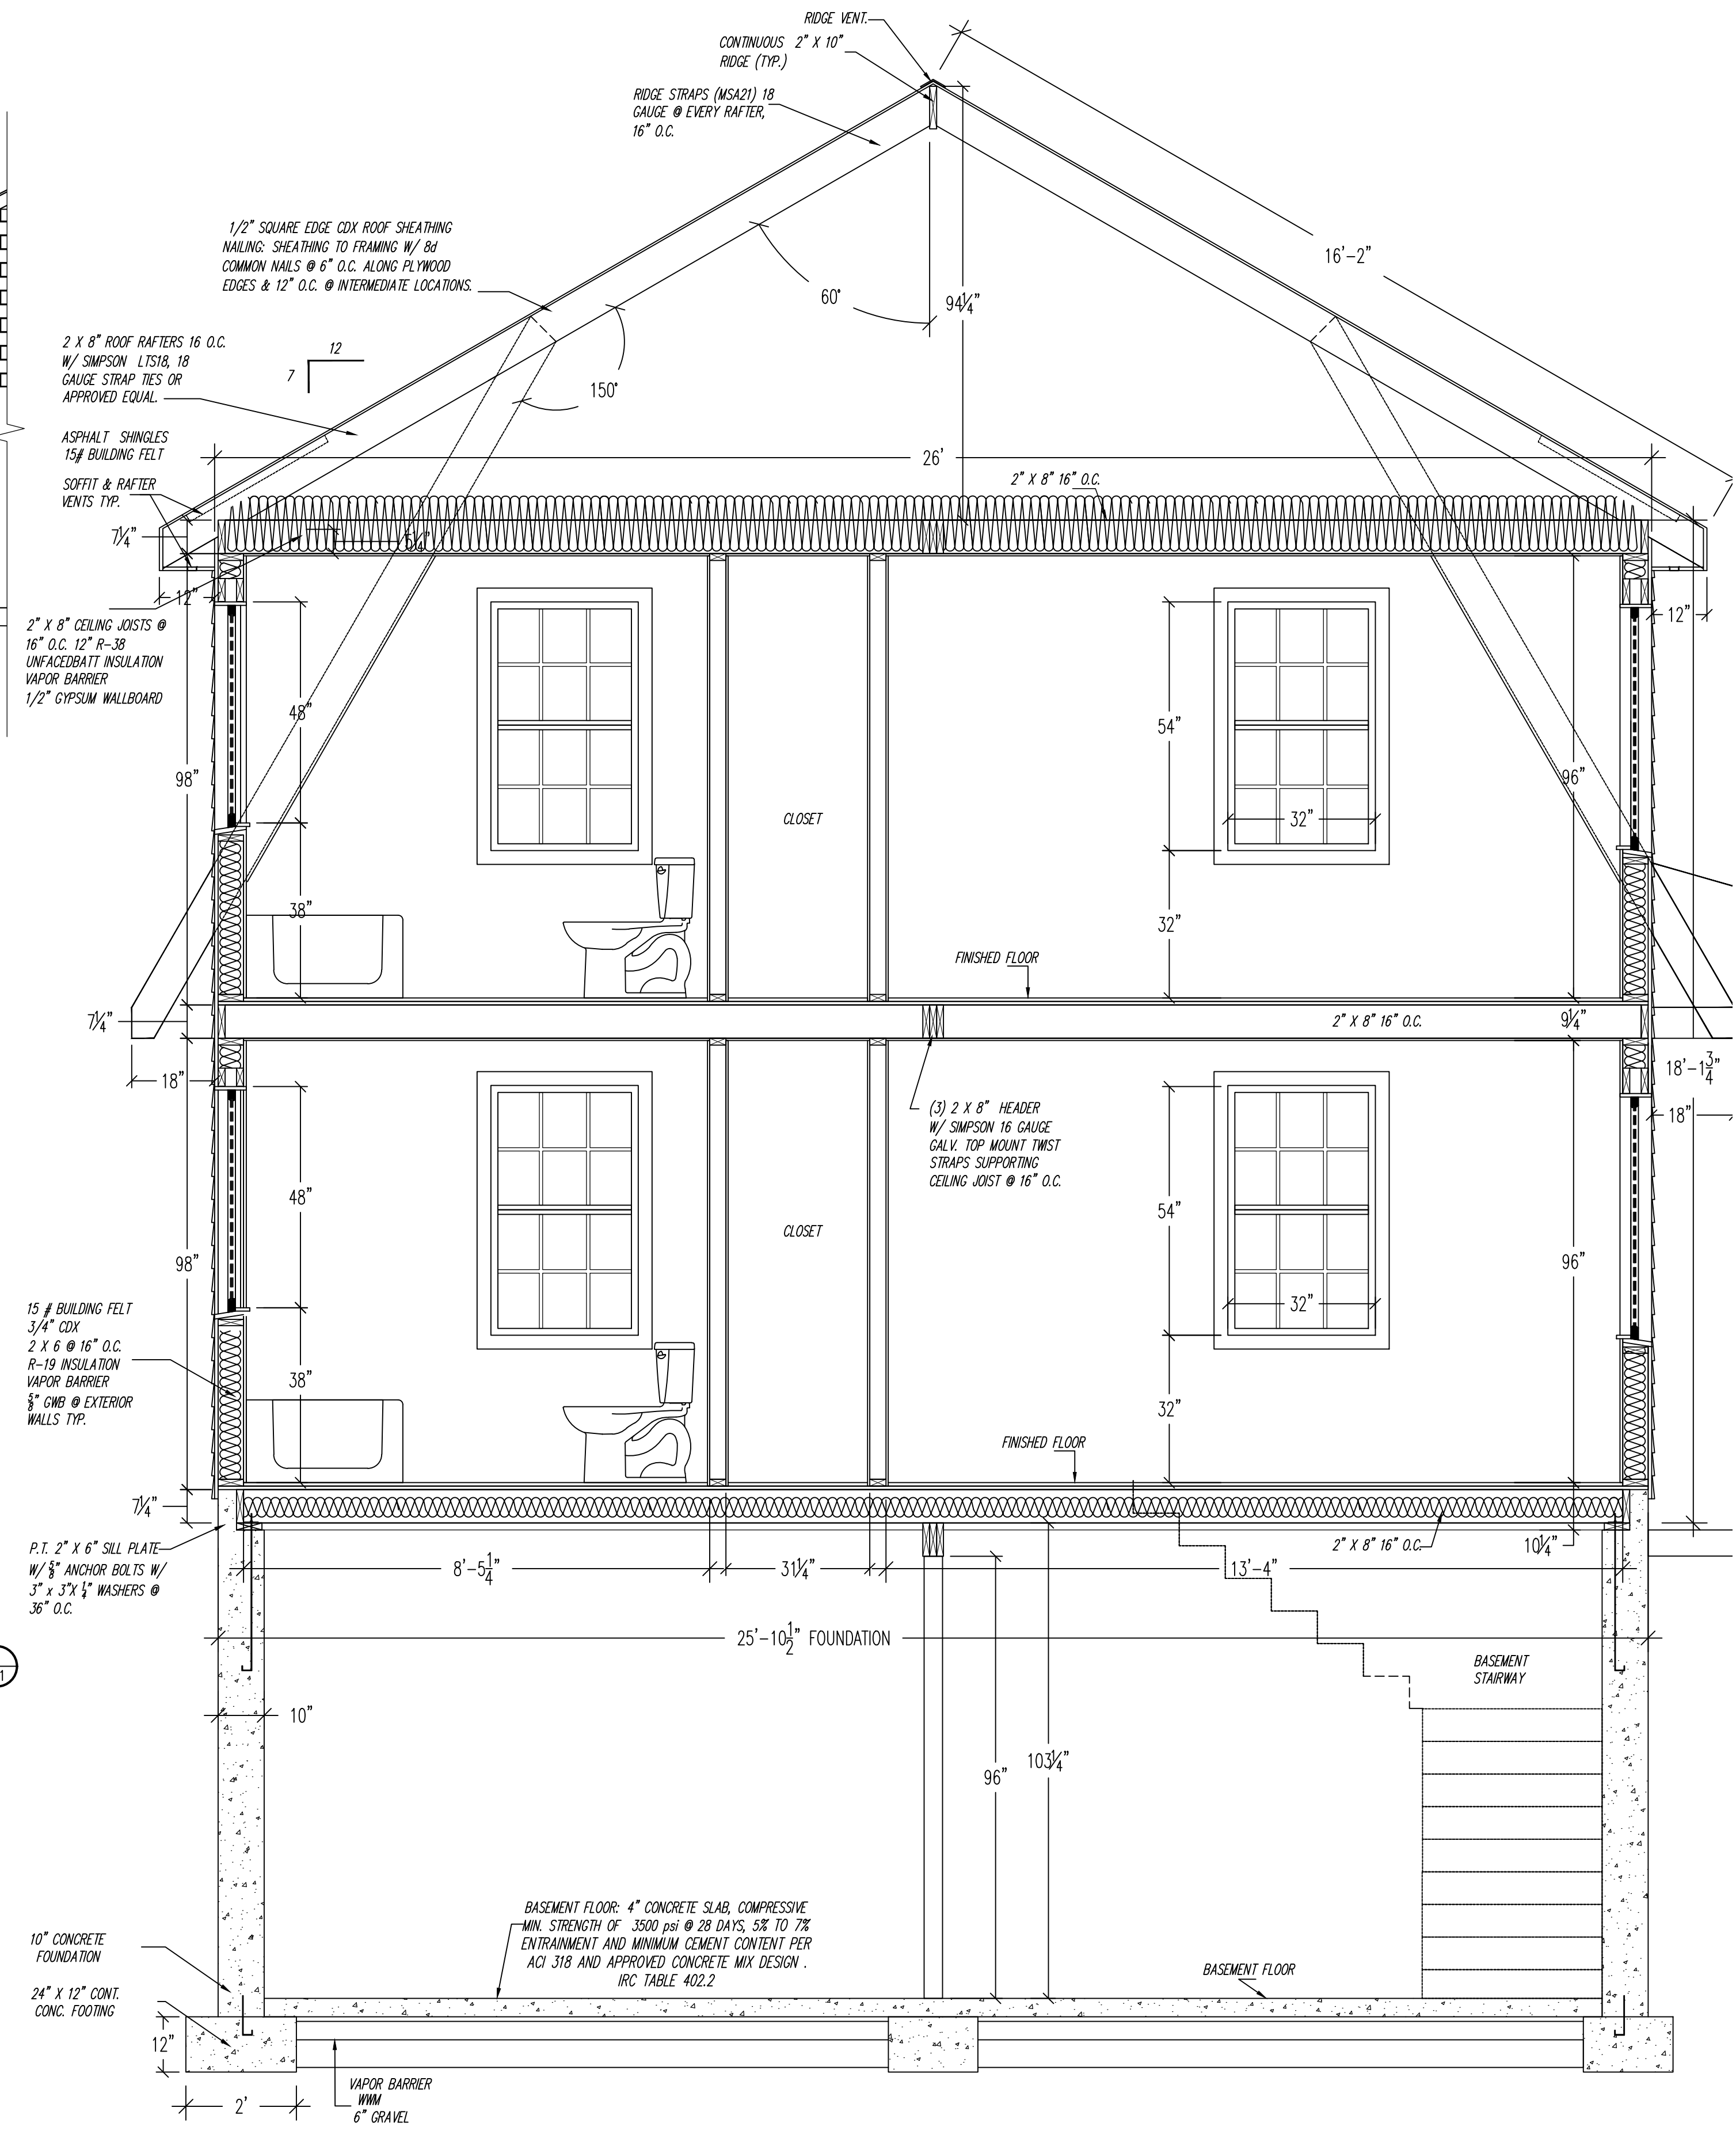 RIDGE VENT.
CONTINUOUS 2" X 10"
RIDGE (TYP.)
RIDGE STRAPS (MSA21) 18
GAUGE @ EVERY RAFTER,
16" O.C.
16'-2"
1/2" SQUARE EDGE CDX ROOF SHEATHING
NAILING: SHEATHING TO FRAMING W/ 8d
COMMON NAILS @ 6" O.C. ALONG PLYWOOD
EDGES & 12" O.C. @ INTERMEDIATE LOCATIONS.
60°
94¼"
2 X 8" ROOF RAFTERS 16 O.C.
W/ SIMPSON LTS18, 18
GAUGE STRAP TIES OR
APPROVED EQUAL.
12
7
150°
ASPHALT SHINGLES
15# BUILDING FELT
26'
SOFFIT & RAFTER
VENTS TYP.
2" X 8" 16" O.C.
7¼"
5¼"
12"
12"
2" X 8" CEILING JOISTS @
16" O.C. 12" R-38
UNFACEDBATT INSULATION
VAPOR BARRIER
1/2" GYPSUM WALLBOARD
48"
54"
98"
96"
CLOSET
32"
38"
32"
FINISHED FLOOR
7¼"
2" X 8" 16" O.C.
9¼"
18"
18'-1¾"
18"
(3) 2 X 8" HEADER
W/ SIMPSON 16 GAUGE
GALV. TOP MOUNT TWIST
STRAPS SUPPORTING
CEILING JOIST @ 16" O.C.
48"
54"
CLOSET
98"
96"
32"
15 # BUILDING FELT
3/4" CDX
2 X 6 @ 16" O.C.
R-19 INSULATION
VAPOR BARRIER
⅝" GWB @ EXTERIOR
WALLS TYP.
38"
32"
FINISHED FLOOR
7¼"
P.T. 2" X 6" SILL PLATE
W/ ⅝" ANCHOR BOLTS W/
3" x 3"X ¼" WASHERS @
36" O.C.
2" X 8" 16" O.C.
10¼"
8'-5¼"
31¼"
13'-4"
25'-10½" FOUNDATION
BASEMENT
STAIRWAY
1
10"
103¼"
96"
BASEMENT FLOOR: 4" CONCRETE SLAB, COMPRESSIVE
MIN. STRENGTH OF 3500 psi @ 28 DAYS, 5% TO 7%
ENTRAINMENT AND MINIMUM CEMENT CONTENT PER
ACI 318 AND APPROVED CONCRETE MIX DESIGN .
IRC TABLE 402.2
BASEMENT FLOOR
10" CONCRETE
FOUNDATION
24" X 12" CONT.
CONC. FOOTING
12"
2'
VAPOR BARRIER
WWM
6" GRAVEL